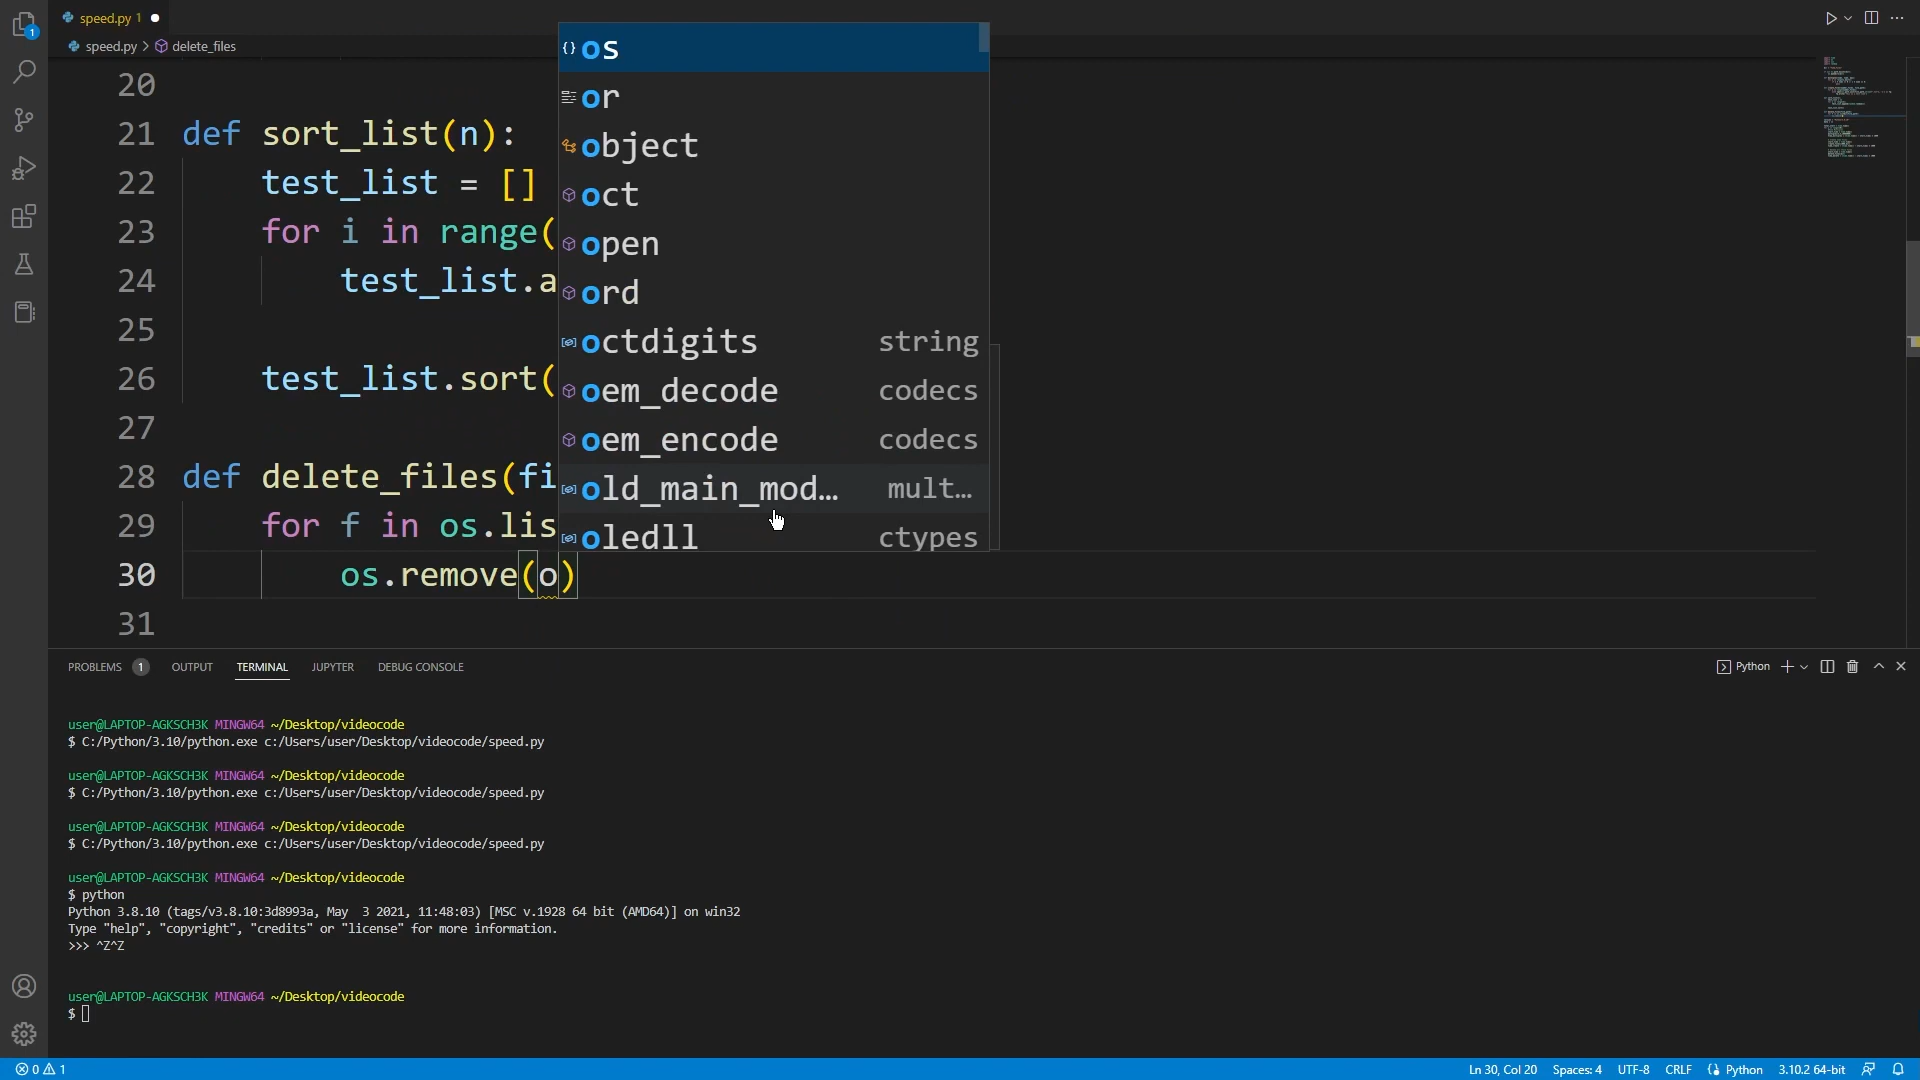 speed.py 1
speed.py > delete_files
20
21 def sort_list(n):
22 test_list = []
23 for i in range(
24 test_list.a
25
26 test_list.sort(
27
28 def delete_files(fi
29 for f in os.lis
30 os.remove(o)
31
os
or
object
oct
open
ord
octdigits string
oem_decode codecs
oem_encode codecs
old_main_mod… mult…
oledll ctypes
PROBLEMS 1 OUTPUT TERMINAL JUPYTER DEBUG CONSOLE Python
user@LAPTOP-AGKSCH3K MINGW64 ~/Desktop/videocode
$ C:/Python/3.10/python.exe c:/Users/user/Desktop/videocode/speed.py
user@LAPTOP-AGKSCH3K MINGW64 ~/Desktop/videocode
$ C:/Python/3.10/python.exe c:/Users/user/Desktop/videocode/speed.py
user@LAPTOP-AGKSCH3K MINGW64 ~/Desktop/videocode
$ C:/Python/3.10/python.exe c:/Users/user/Desktop/videocode/speed.py
user@LAPTOP-AGKSCH3K MINGW64 ~/Desktop/videocode
$ python
Python 3.8.10 (tags/v3.8.10:3d8993a, May  3 2021, 11:48:03) [MSC v.1928 64 bit (AMD64)] on win32
Type "help", "copyright", "credits" or "license" for more information.
>>> ^Z^Z
user@LAPTOP-AGKSCH3K MINGW64 ~/Desktop/videocode
$
0 1 Ln 30, Col 20 Spaces: 4 UTF-8 CRLF Python 3.10.2 64-bit